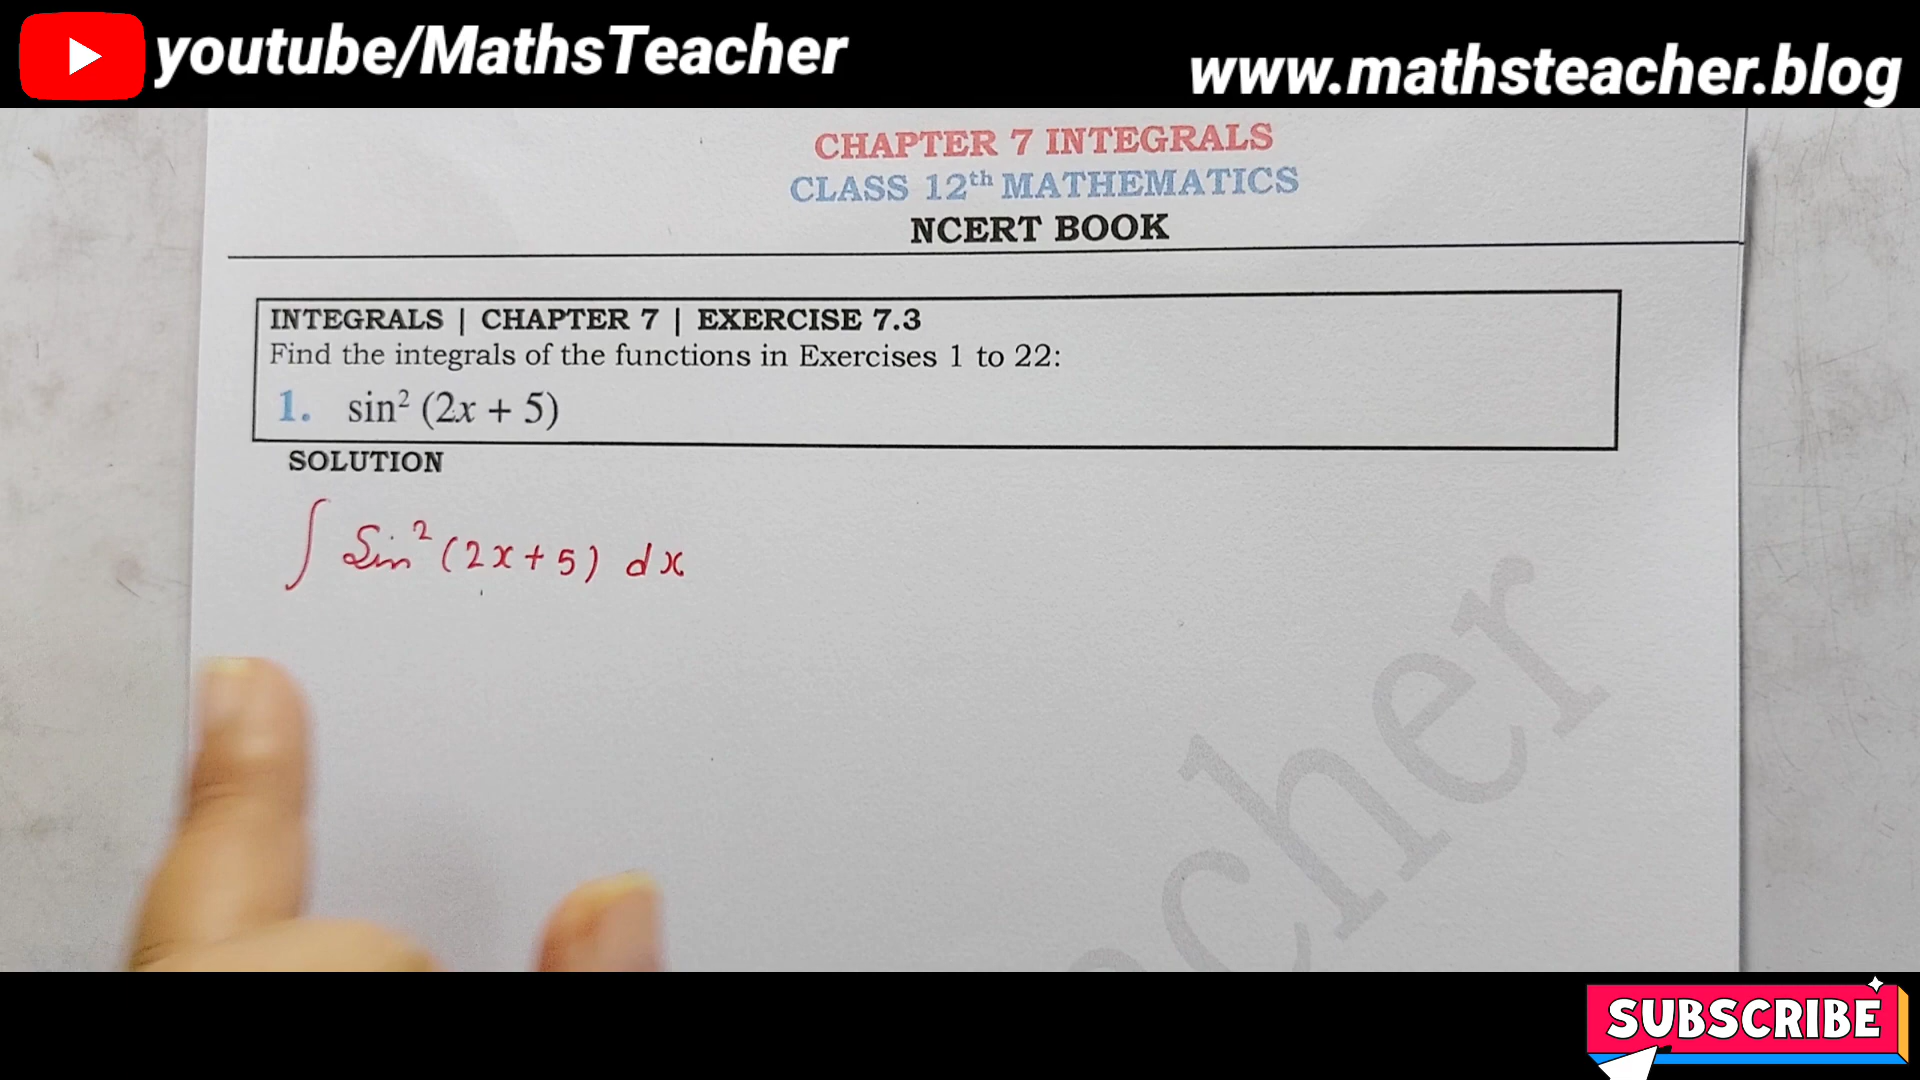 youtube/MathsTeacher
www.mathsteacher.blog
CHAPTER 7 INTEGRALS
CLASS 12th MATHEMATICS
NCERT BOOK
INTEGRALS | CHAPTER 7 | EXERCISE 7.3
Find the integrals of the functions in Exercises 1 to 22:
1. sin² (2x + 5)
SOLUTION
∫ Sin² (2x + 5) dx
cher
SUBSCRIBE